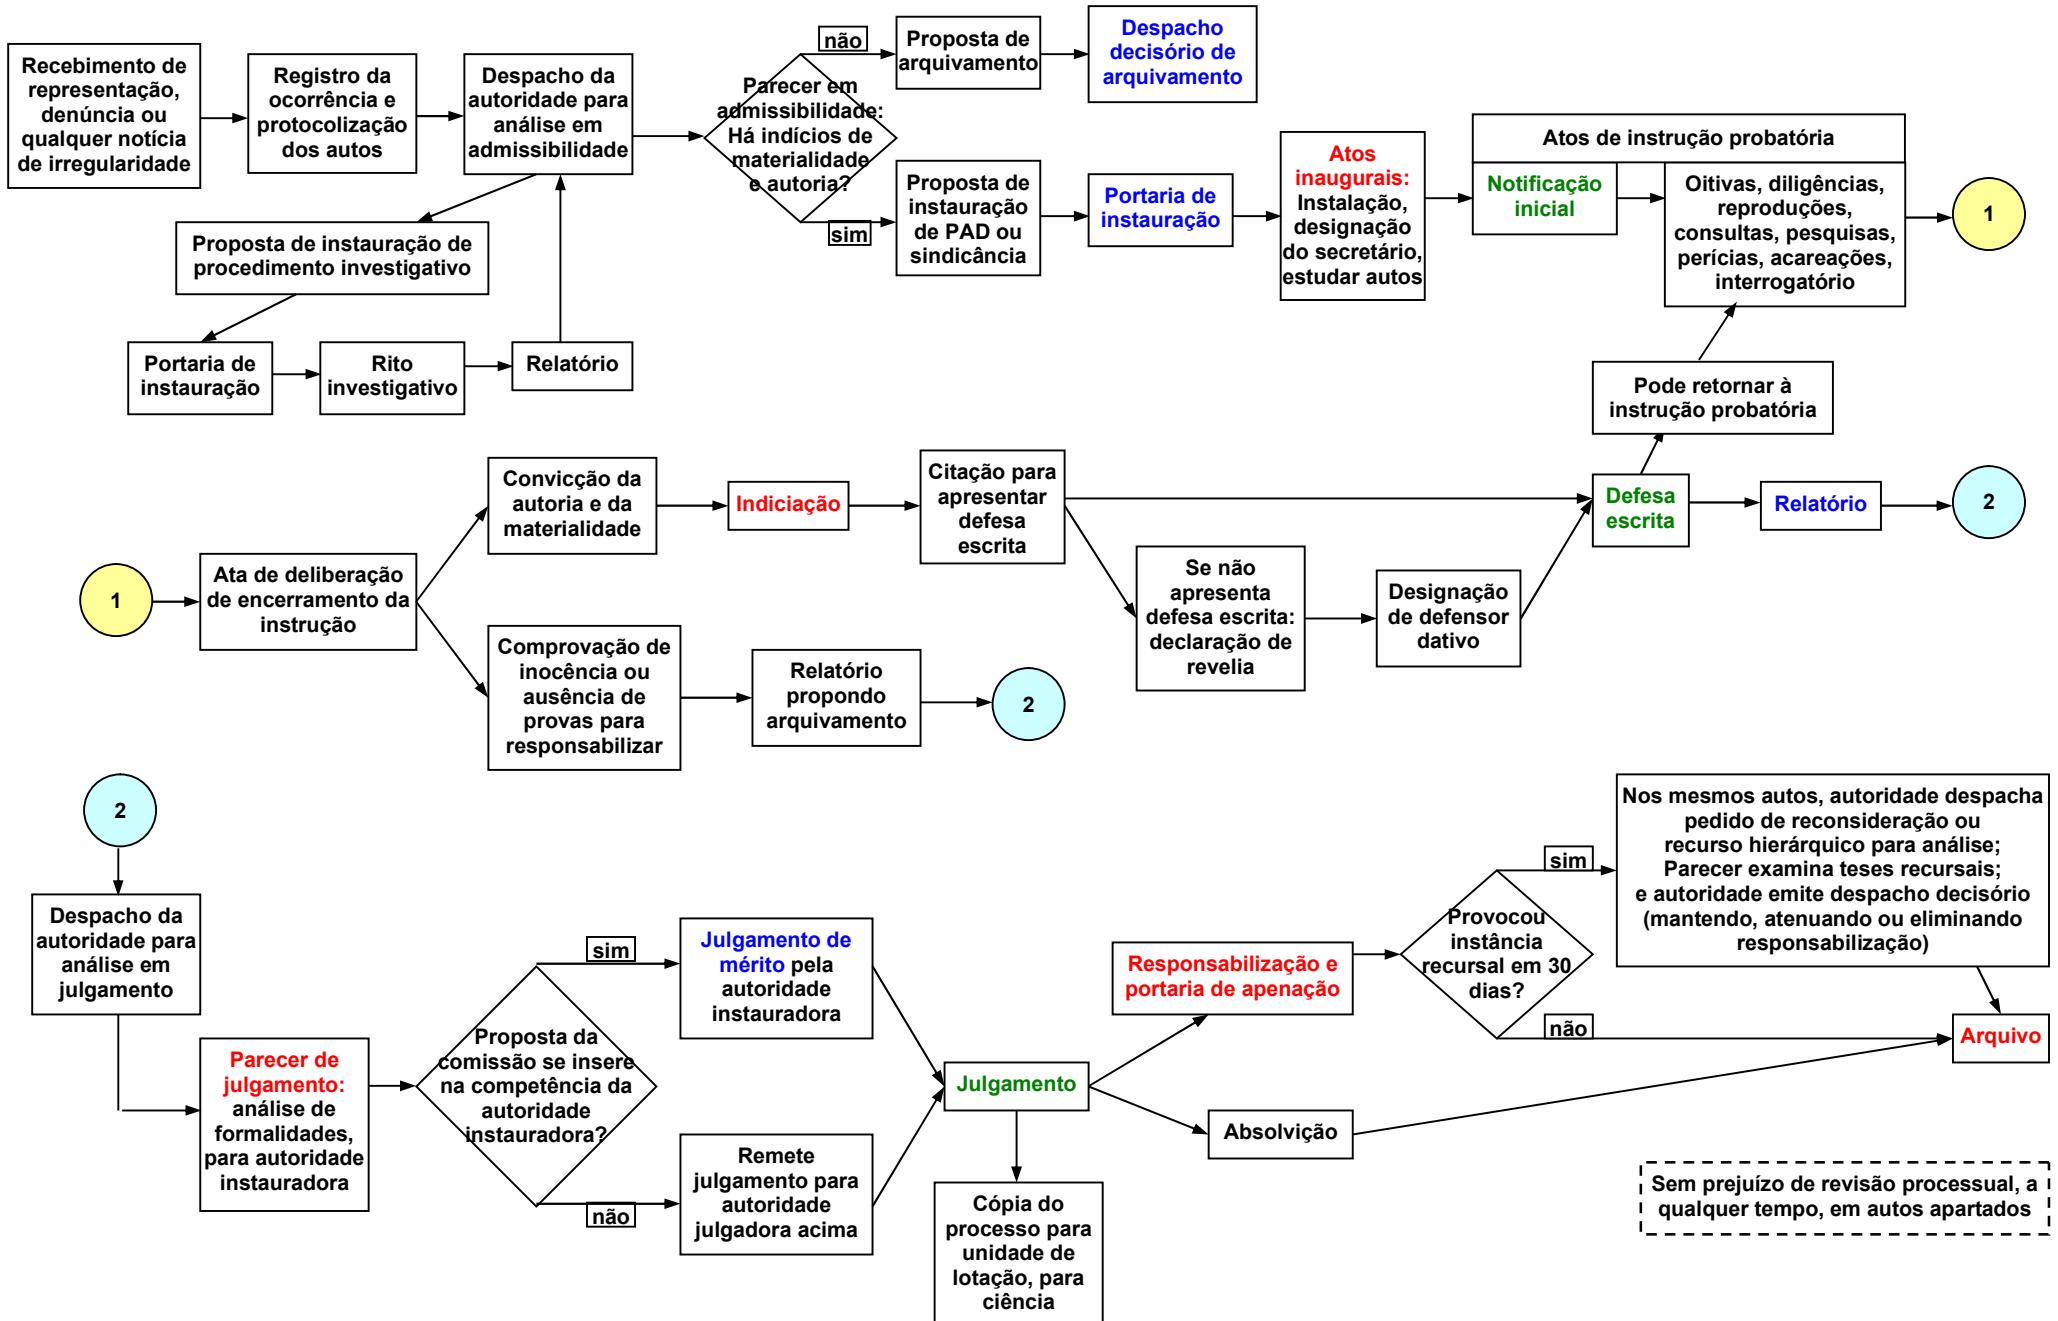 Recebimento de
representação,
denúncia ou
qualquer notícia
de irregularidade
Registro da
ocorrência e
protocolização
dos autos
Despacho da
autoridade para
análise em
admissibilidade
Parecer em
admissibilidade:
Há indícios de
materialidade
e autoria?
não
Proposta de
arquivamento
Despacho
decisório de
arquivamento
sim
Proposta de
instauração
de PAD ou
sindicância
Portaria de
instauração
Atos
inaugurais:
Instalação,
designação
do secretário,
estudar autos
Atos de instrução probatória
Notificação
inicial
Oitivas, diligências,
reproduções,
consultas, pesquisas,
perícias, acareações,
interrogatório
1
Proposta de instauração de
procedimento investigativo
Portaria de
instauração
Rito
investigativo
Relatório
Pode retornar à
instrução probatória
1
Ata de deliberação
de encerramento da
instrução
Convicção da
autoria e da
materialidade
Indiciação
Citação para
apresentar
defesa
escrita
Se não
apresenta
defesa escrita:
declaração de
revelia
Designação
de defensor
dativo
Defesa
escrita
Relatório
2
Comprovação de
inocência ou
ausência de
provas para
responsabilizar
Relatório
propondo
arquivamento
2
2
Despacho da
autoridade para
análise em
julgamento
Parecer de
julgamento:
análise de
formalidades,
para autoridade
instauradora
Proposta da
comissão se insere
na competência da
autoridade
instauradora?
sim
Julgamento de
mérito pela
autoridade
instauradora
não
Remete
julgamento para
autoridade
julgadora acima
Julgamento
Cópia do
processo para
unidade de
lotação, para
ciência
Responsabilização e
portaria de apenação
Absolvição
Provocou
instância
recursal em 30
dias?
sim
Nos mesmos autos, autoridade despacha
pedido de reconsideração ou
recurso hierárquico para análise;
Parecer examina teses recursais;
e autoridade emite despacho decisório
(mantendo, atenuando ou eliminando
responsabilização)
não
Arquivo
Sem prejuízo de revisão processual, a
qualquer tempo, em autos apartados